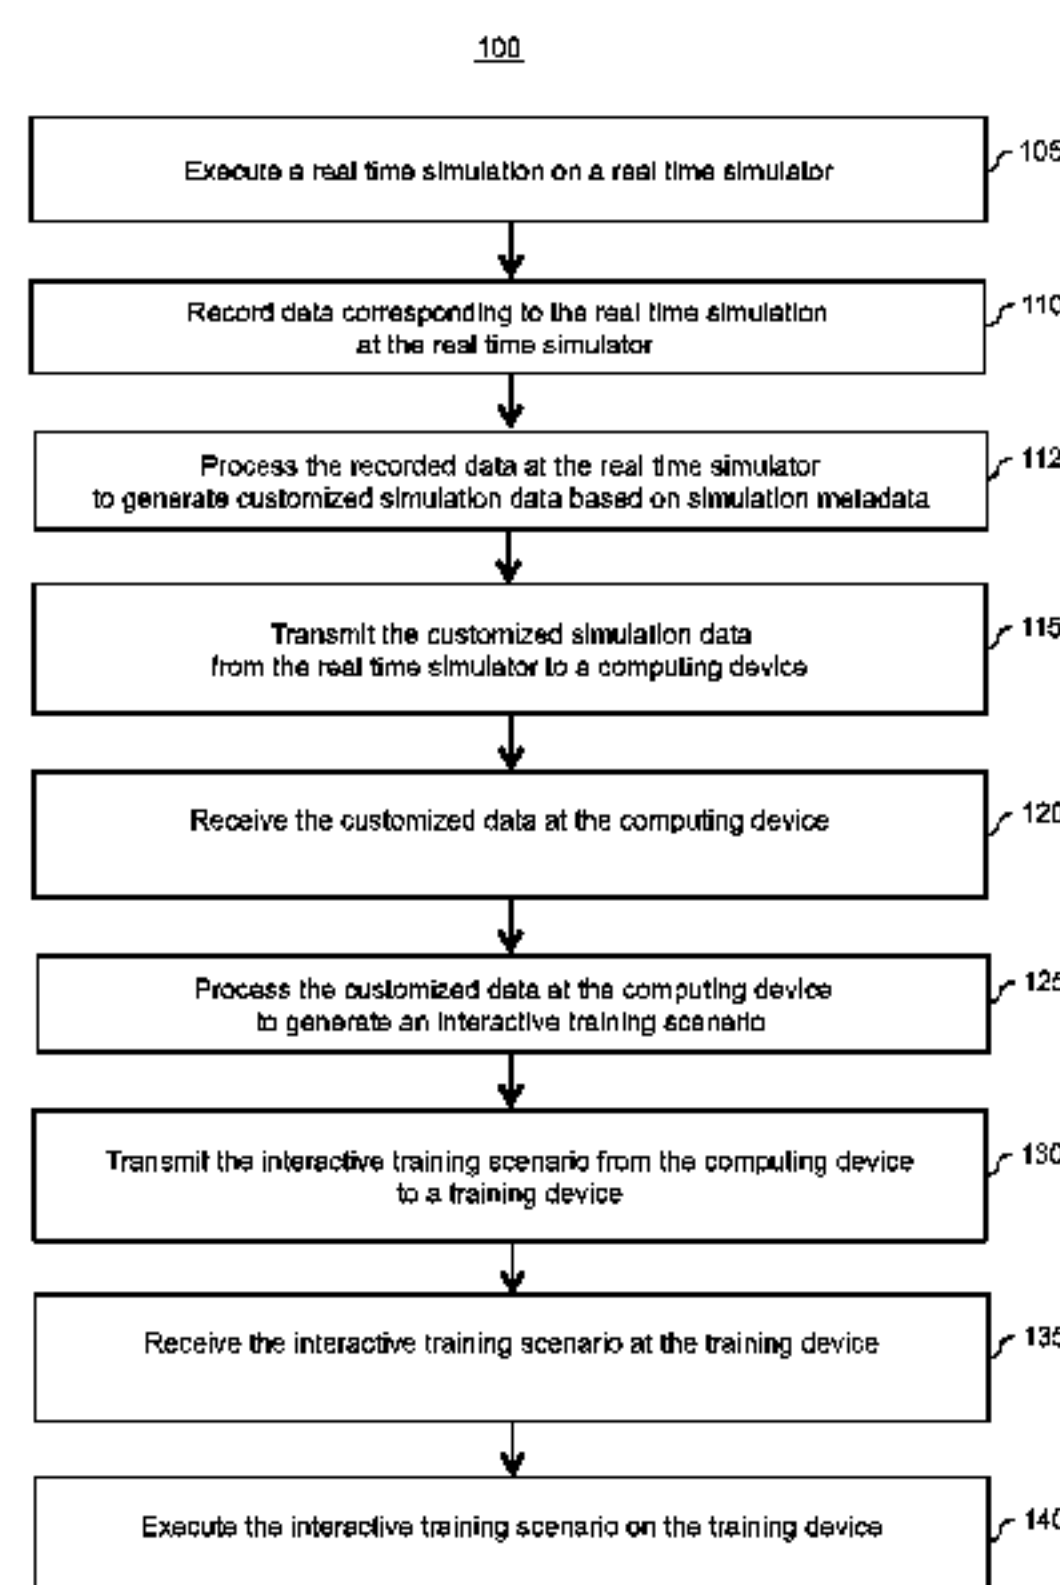 100
Execute a real time simulation on a real time simulator
105
Record data corresponding to the real time simulation
at the real time simulator
110
Process the recorded data at the real time simulator
to generate customized simulation data based on simulation metadata
112
Transmit the customized simulation data
from the real time simulator to a computing device
115
Receive the customized data at the computing device
120
Process the customized data at the computing device
to generate an interactive training scenario
125
Transmit the interactive training scenario from the computing device
to a training device
130
Receive the interactive training scenario at the training device
135
Execute the interactive training scenario on the training device
140